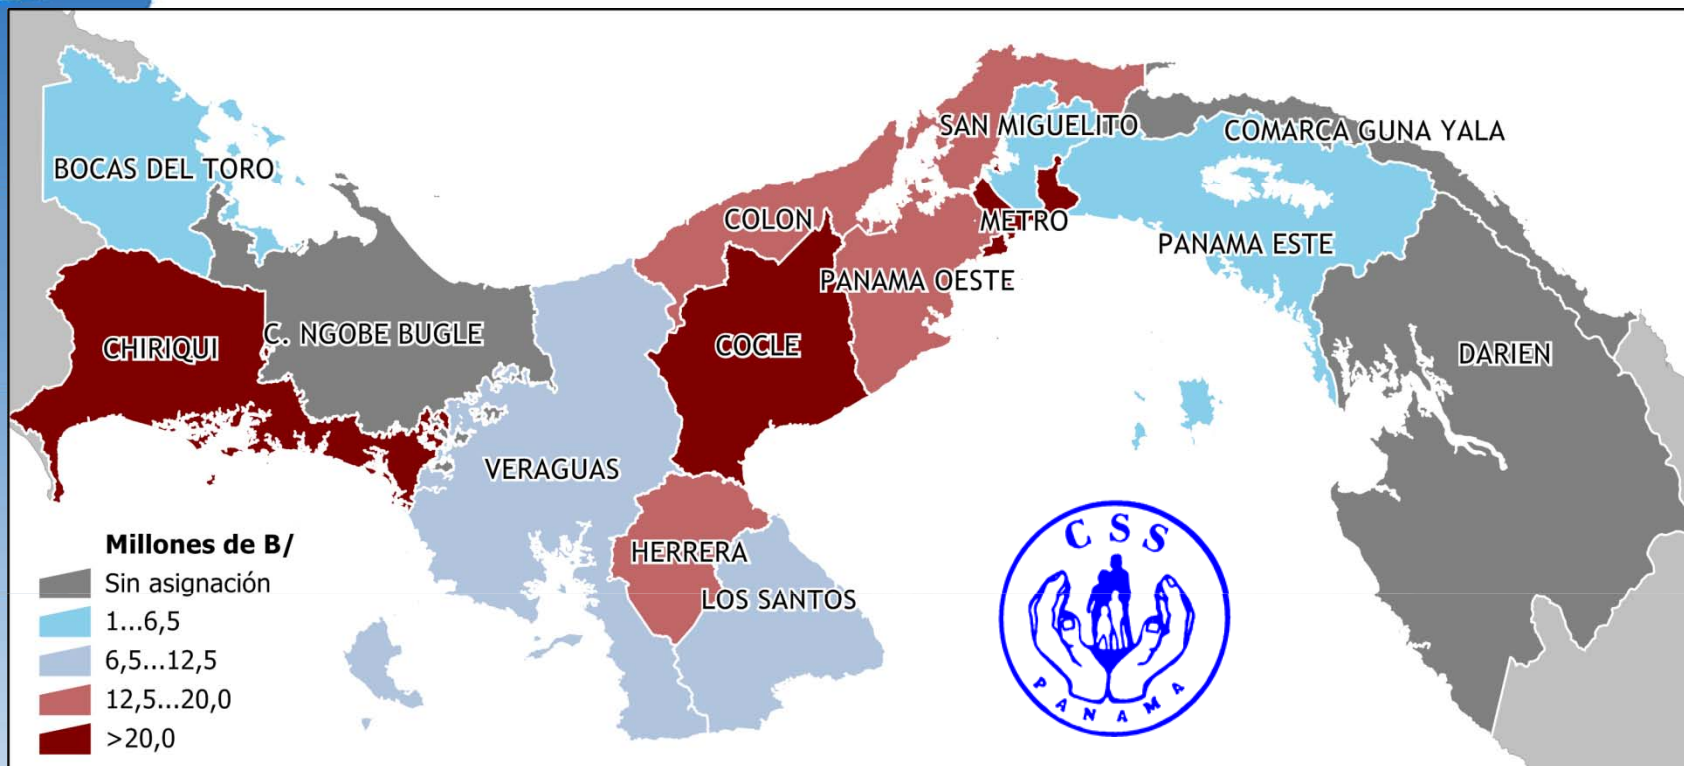 SAN MIGUELITO
COMARCA GUNA YALA
BOCAS DEL TORO
COLON
METRO
PANAMA ESTE
PANAMA OESTE
C. NGOBE BUGLE
CHIRIQUI
COCLE
DARIEN
VERAGUAS
HERRERA
LOS SANTOS
Millones de B/
Sin asignación
1...6,5
6,5...12,5
12,5...20,0
>20,0
CSS
PANAMA